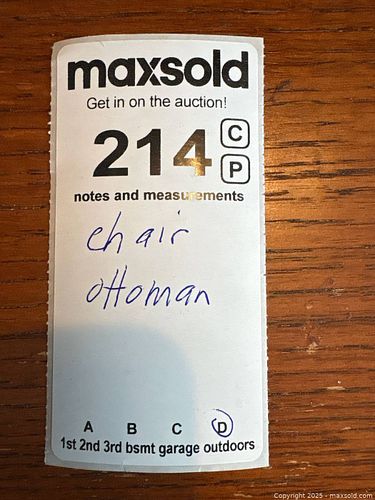 maxsold
Get in on the auction!
214 C
P
notes and measurements
chair
ottoman
A B C D
1st 2nd 3rd bsmt garage outdoors
Copyright 2025 - maxsold.com